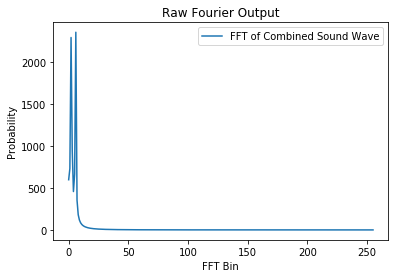 Raw Fourier Output
FFT of Combined Sound Wave
Probability
2000
1500
1000
500
0
0 50 100 150 200 250
FFT Bin